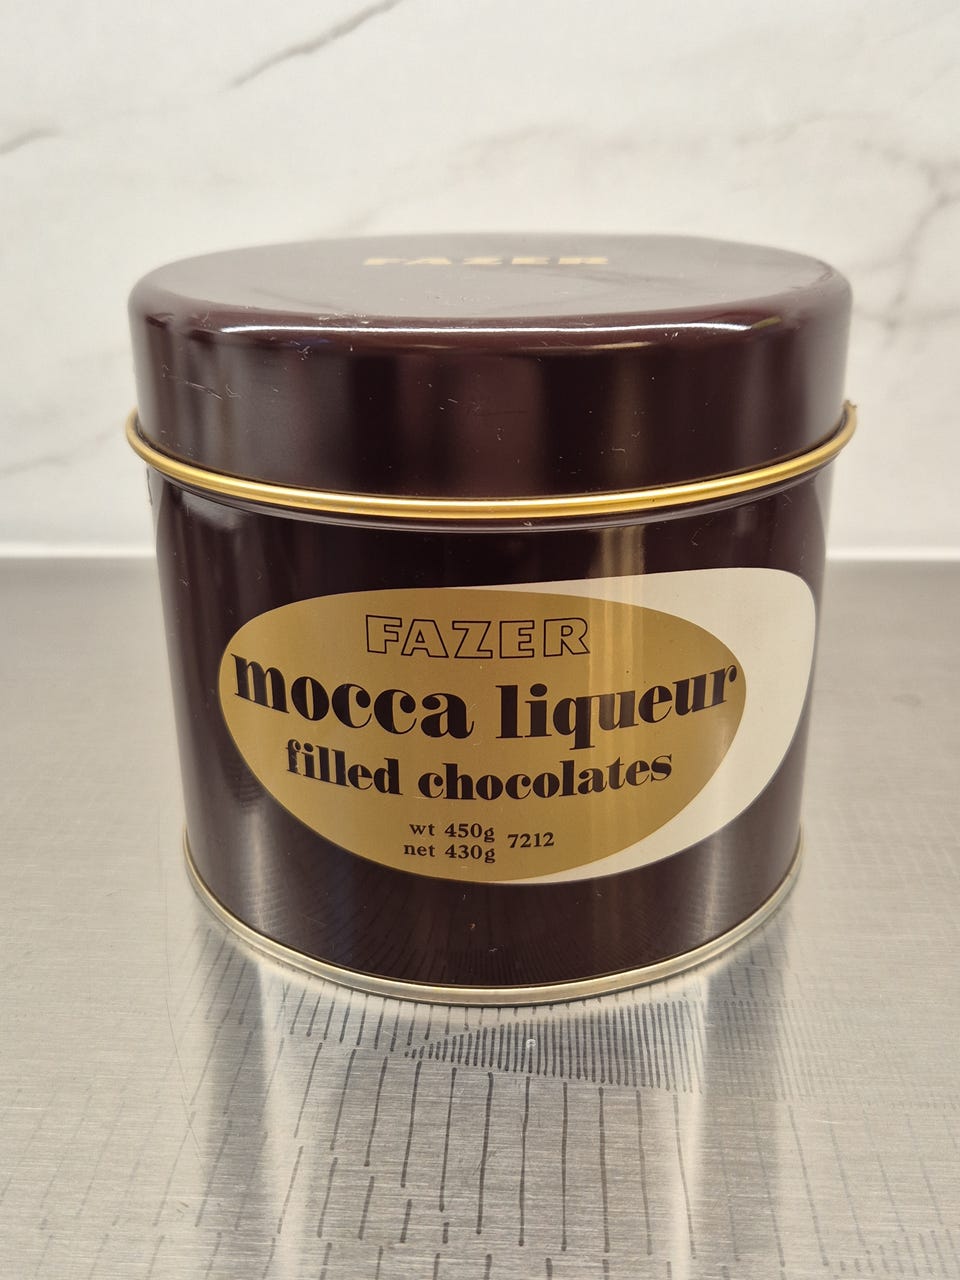 FAZER
FAZER
mocca liqueur
filled chocolates
wt 450g
net 430g
7212